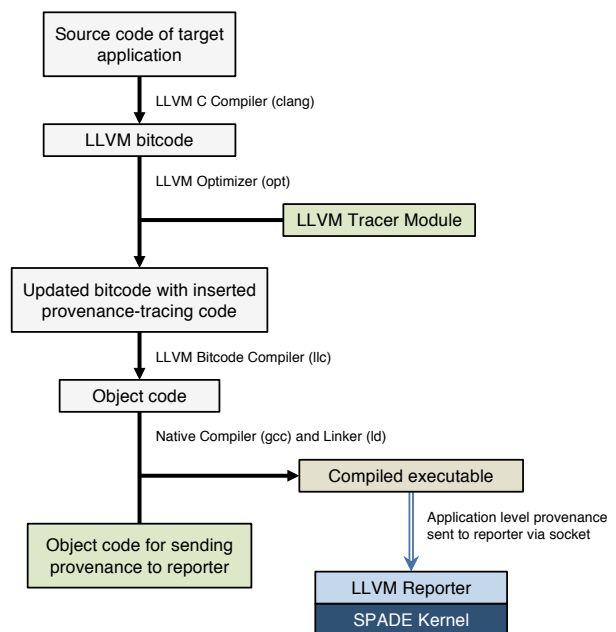 Source code of target
application
LLVM C Compiler (clang)
LLVM bitcode
LLVM Optimizer (opt)
LLVM Tracer Module
Updated bitcode with inserted
provenance-tracing code
LLVM Bitcode Compiler (llc)
Object code
Native Compiler (gcc) and Linker (ld)
Compiled executable
Application level provenance
sent to reporter via socket
Object code for sending
provenance to reporter
LLVM Reporter
SPADE Kernel